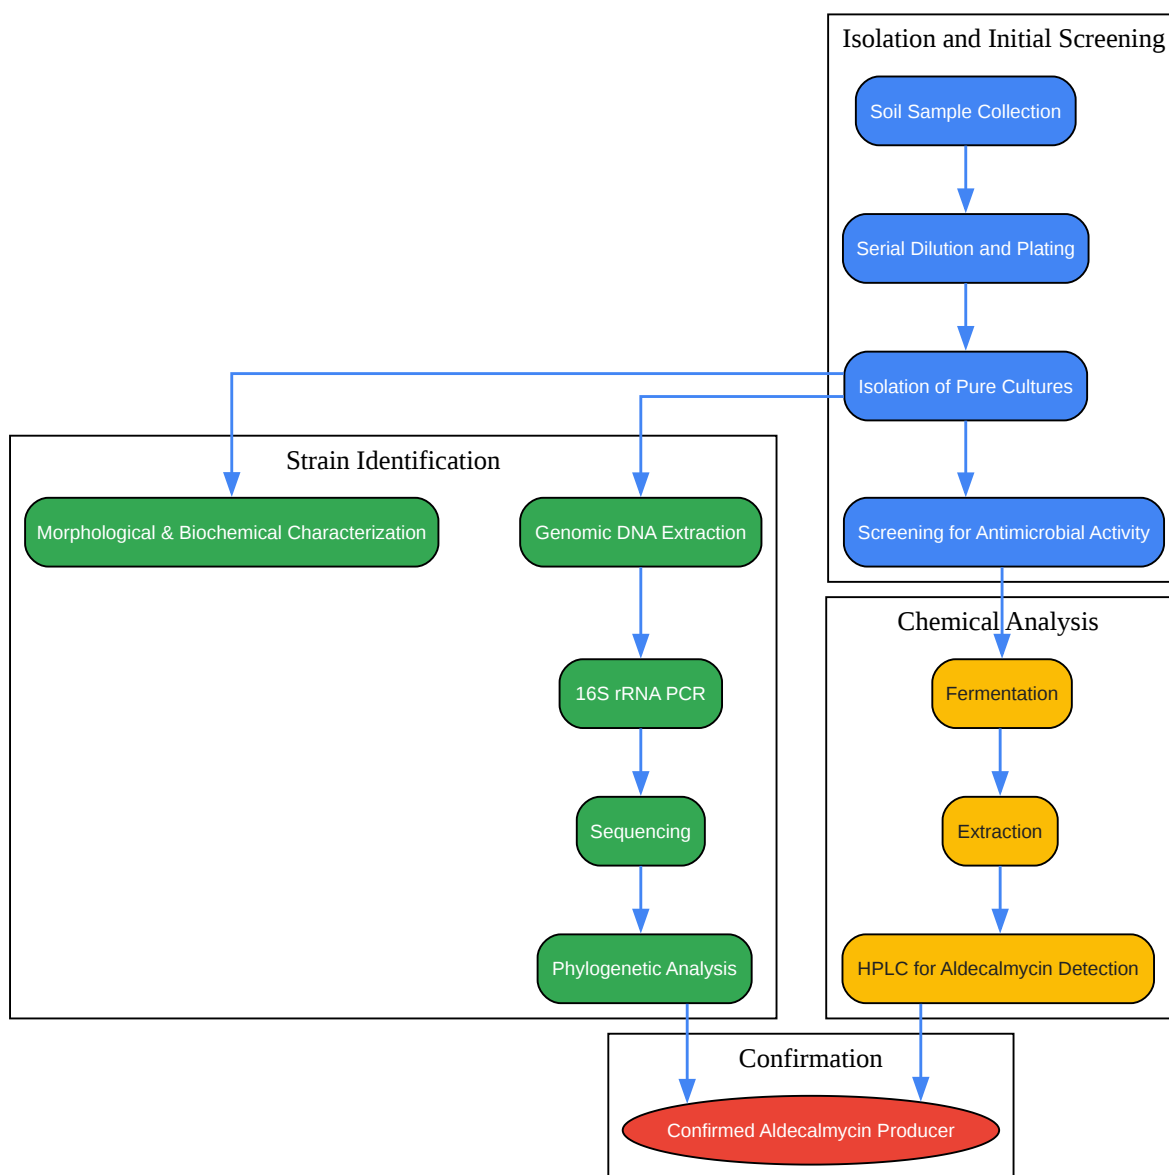 Isolation and Initial Screening
Soil Sample Collection
Serial Dilution and Plating
Isolation of Pure Cultures
Screening for Antimicrobial Activity
Strain Identification
Morphological & Biochemical Characterization
Genomic DNA Extraction
16S rRNA PCR
Sequencing
Phylogenetic Analysis
Chemical Analysis
Fermentation
Extraction
HPLC for Aldecalmycin Detection
Confirmation
Confirmed Aldecalmycin Producer